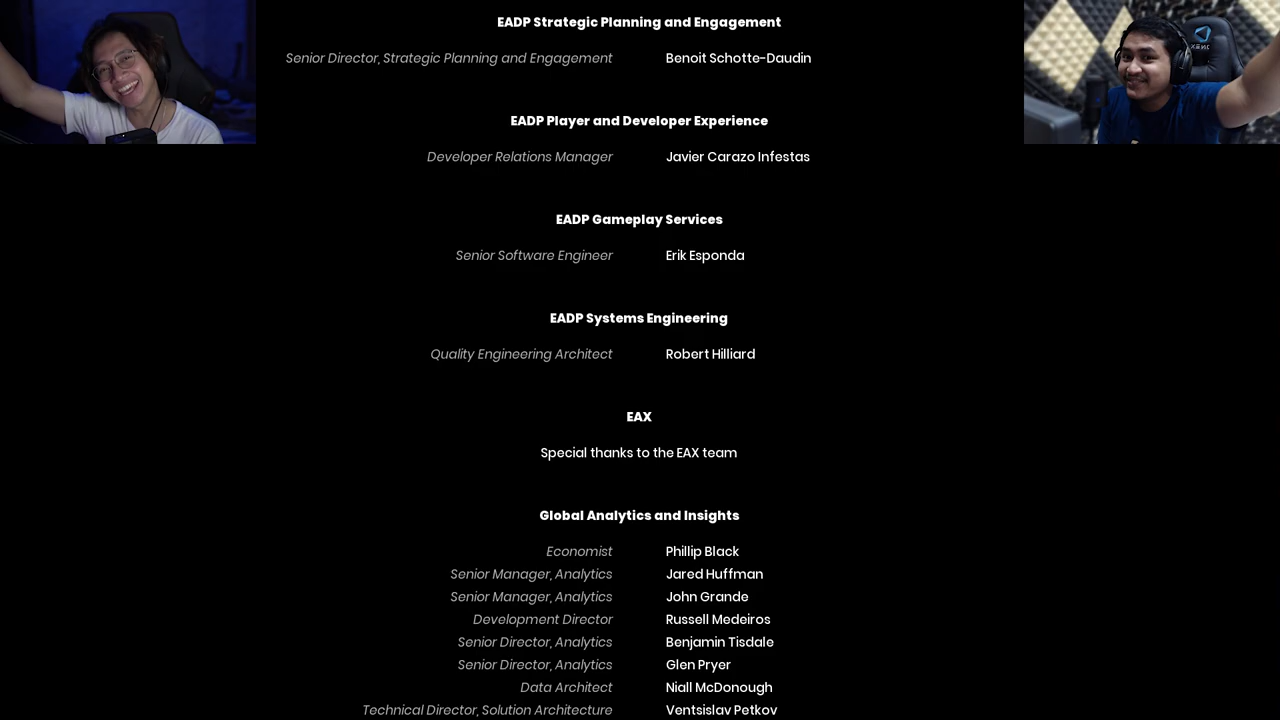 EADP Strategic Planning and Engagement
Senior Director, Strategic Planning and Engagement Benoit Schotte-Daudin
EADP Player and Developer Experience
Developer Relations Manager Javier Carazo Infestas
EADP Gameplay Services
Senior Software Engineer Erik Esponda
EADP Systems Engineering
Quality Engineering Architect Robert Hilliard
EAX
Special thanks to the EAX team
Global Analytics and Insights
Economist Phillip Black
Senior Manager, Analytics Jared Huffman
Senior Manager, Analytics John Grande
Development Director Russell Medeiros
Senior Director, Analytics Benjamin Tisdale
Senior Director, Analytics Glen Pryer
Data Architect Niall McDonough
Technical Director, Solution Architecture Ventsislav Petkov